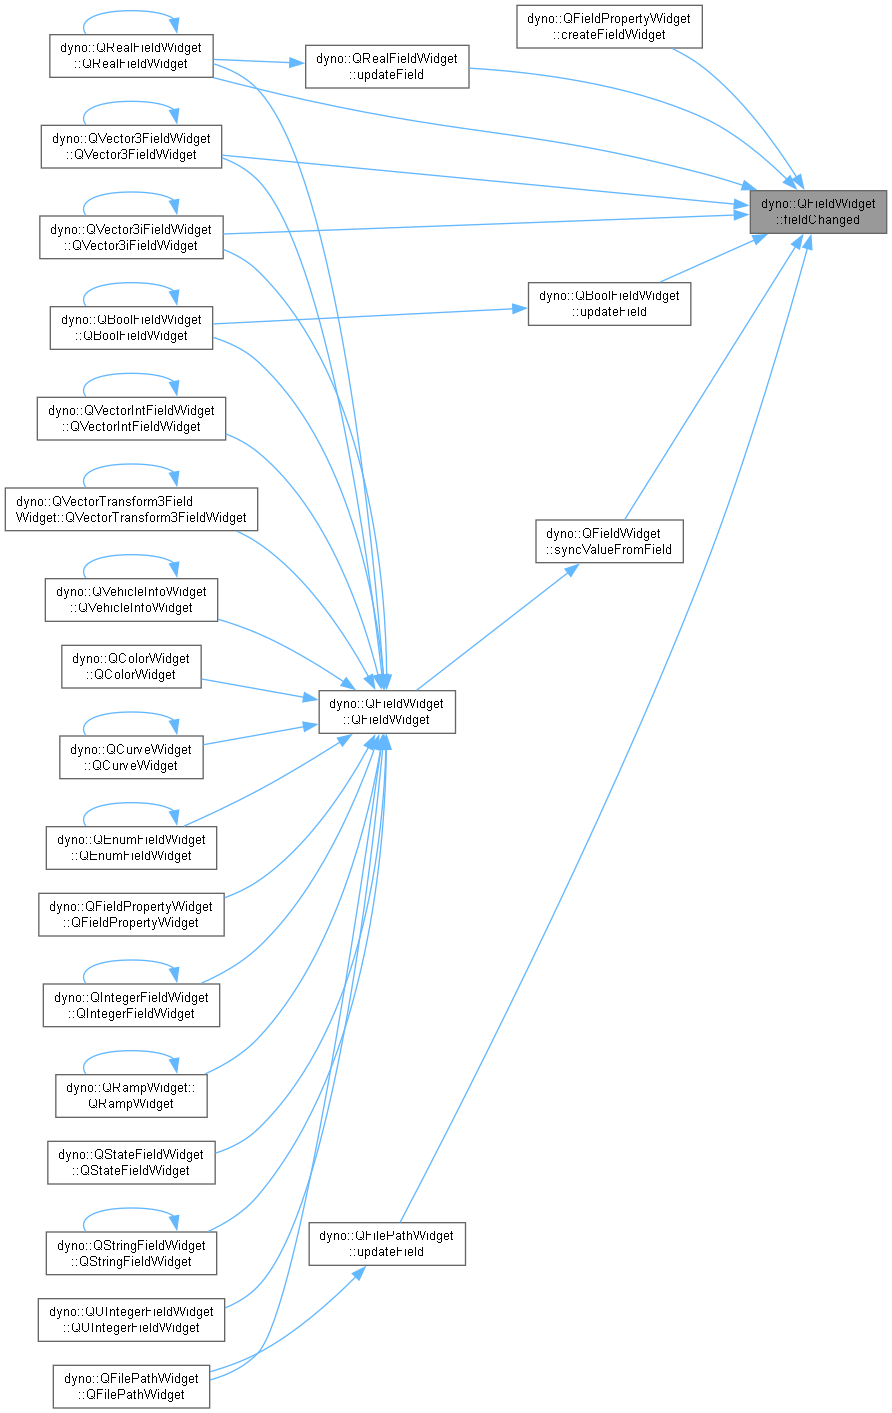 dyno::QFieldPropertyWidget
::createFieldWidget
dyno::QRealFieldWidget
::QRealFieldWidget
dyno::QRealFieldWidget
::updateField
dyno::QVector3FieldWidget
::QVector3FieldWidget
dyno::QFieldWidget
::fieldChanged
dyno::QVector3iFieldWidget
::QVector3iFieldWidget
dyno::QBoolFieldWidget
::updateField
dyno::QBoolFieldWidget
::QBoolFieldWidget
dyno::QVectorIntFieldWidget
::QVectorIntFieldWidget
dyno::QVectorTransform3Field
Widget::QVectorTransform3FieldWidget
dyno::QFieldWidget
::syncValueFromField
dyno::QVehicleInfoWidget
::QVehicleInfoWidget
dyno::QColorWidget
::QColorWidget
dyno::QFieldWidget
::QFieldWidget
dyno::QCurveWidget
::QCurveWidget
dyno::QEnumFieldWidget
::QEnumFieldWidget
dyno::QFieldPropertyWidget
::QFieldPropertyWidget
dyno::QIntegerFieldWidget
::QIntegerFieldWidget
dyno::QRampWidget::
QRampWidget
dyno::QStateFieldWidget
::QStateFieldWidget
dyno::QStringFieldWidget
::QStringFieldWidget
dyno::QFilePathWidget
::updateField
dyno::QUIntegerFieldWidget
::QUIntegerFieldWidget
dyno::QFilePathWidget
::QFilePathWidget